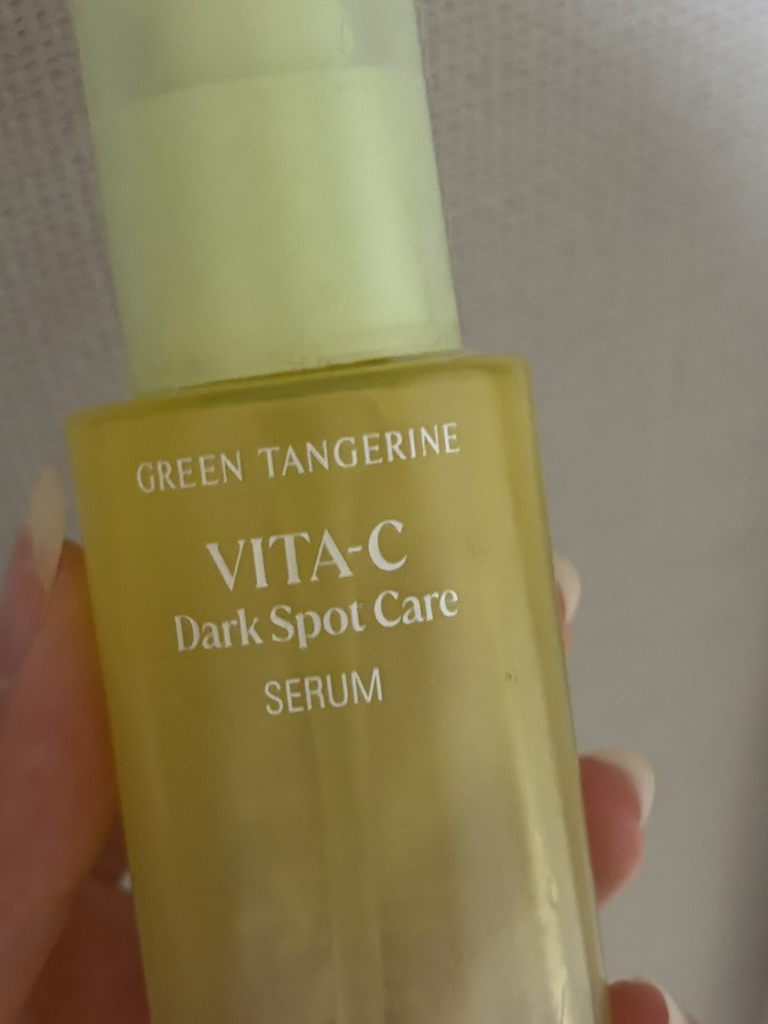 GREEN TANGERINE
VITA-C
Dark Spot Care
SERUM